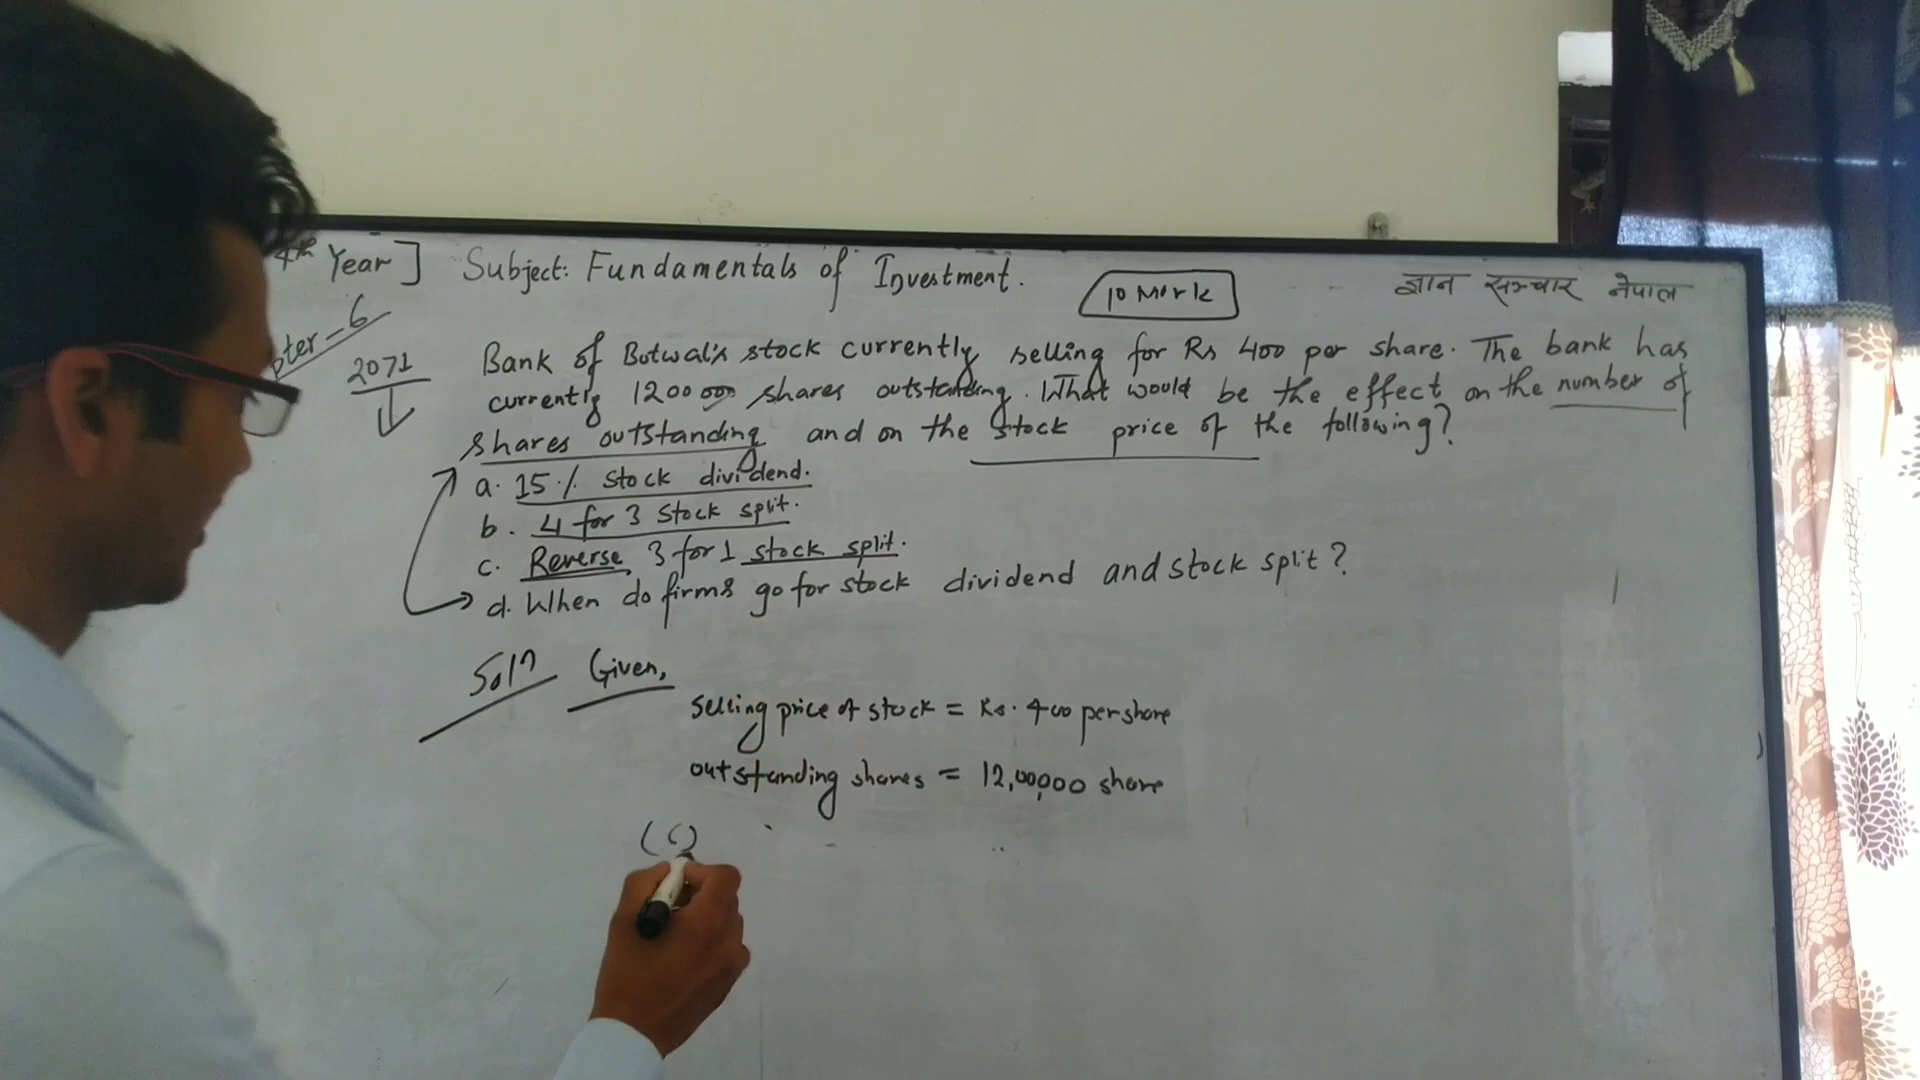 4th Year] Subject: Fundamentals of Investment.
10 Mark
ज्ञान सञ्चार नेपाल
pter-6
2071
Bank of Botwal's stock currently selling for Rs 400 per share. The bank has
currently 1200000 shares outstanding. What would be the effect on the number of
shares outstanding and on the stock price of the following?
a. 15% stock dividend.
b. 4 for 3 stock split.
c. Reverse 3 for 1 stock split.
d. When do firms go for stock dividend and stock split?
Soln Given,
Selling price of stock = Rs. 400 per share
outstanding shares = 12,00,000 share
(c)